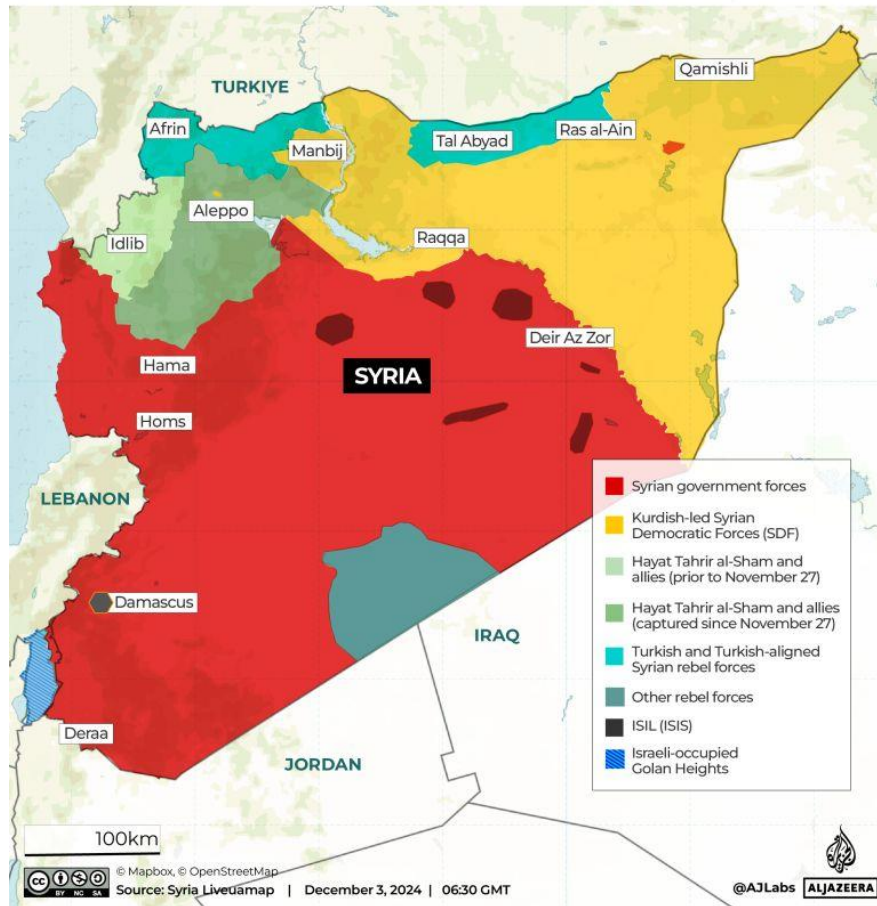 TURKIYE
Qamishli
Afrin
Manbij
Tal Abyad
Ras al-Ain
Aleppo
Idlib
Raqqa
Deir Az Zor
Hama
SYRIA
Homs
LEBANON
Damascus
IRAQ
Deraa
JORDAN
Syrian government forces
Kurdish-led Syrian
Democratic Forces (SDF)
Hayat Tahrir al-Sham and
allies (prior to November 27)
Hayat Tahrir al-Sham and allies
(captured since November 27)
Turkish and Turkish-aligned
Syrian rebel forces
Other rebel forces
ISIL (ISIS)
Israeli-occupied
Golan Heights
100km
© Mapbox, © OpenStreetMap
cc BY NC SA
Source: Syria Liveuamap | December 3, 2024 | 06:30 GMT
@AJLabs
ALJAZEERA